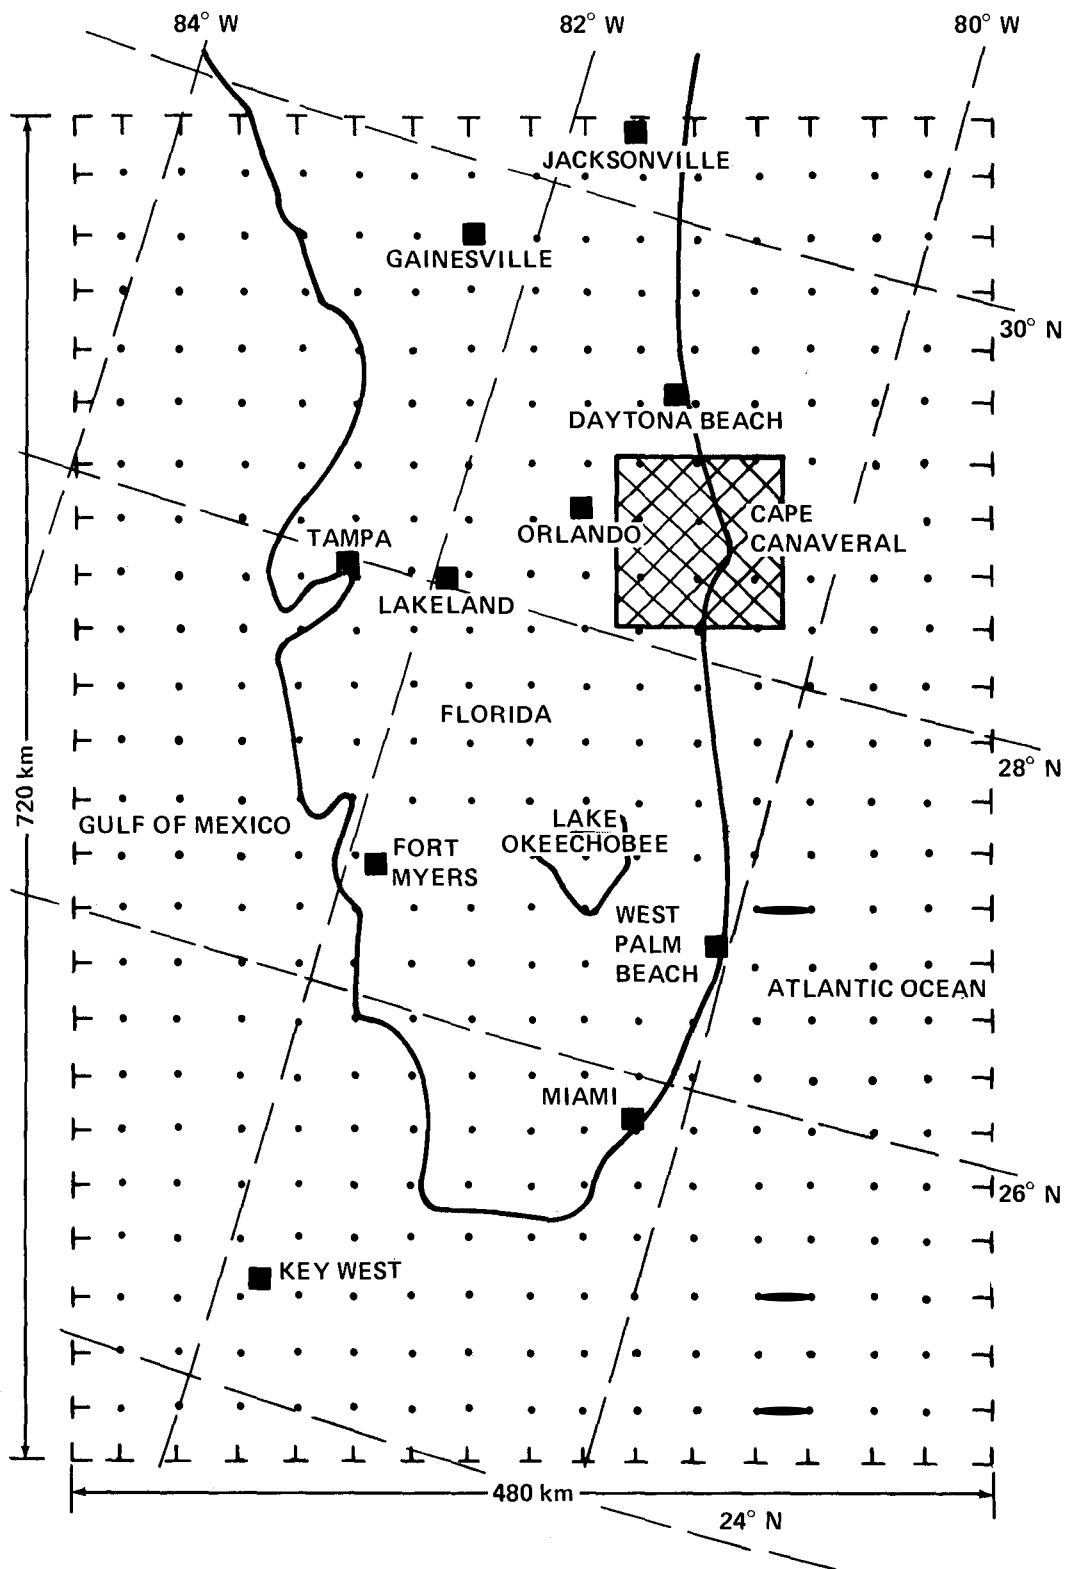 84° W
82° W
80° W
JACKSONVILLE
GAINESVILLE
30° N
DAYTONA BEACH
CAPE
CANAVERAL
ORLANDO
TAMPA
LAKELAND
FLORIDA
28° N
720 km
GULF OF MEXICO
LAKE
OKEECHOBEE
FORT
MYERS
WEST
PALM
BEACH
ATLANTIC OCEAN
MIAMI
26° N
KEY WEST
480 km
24° N